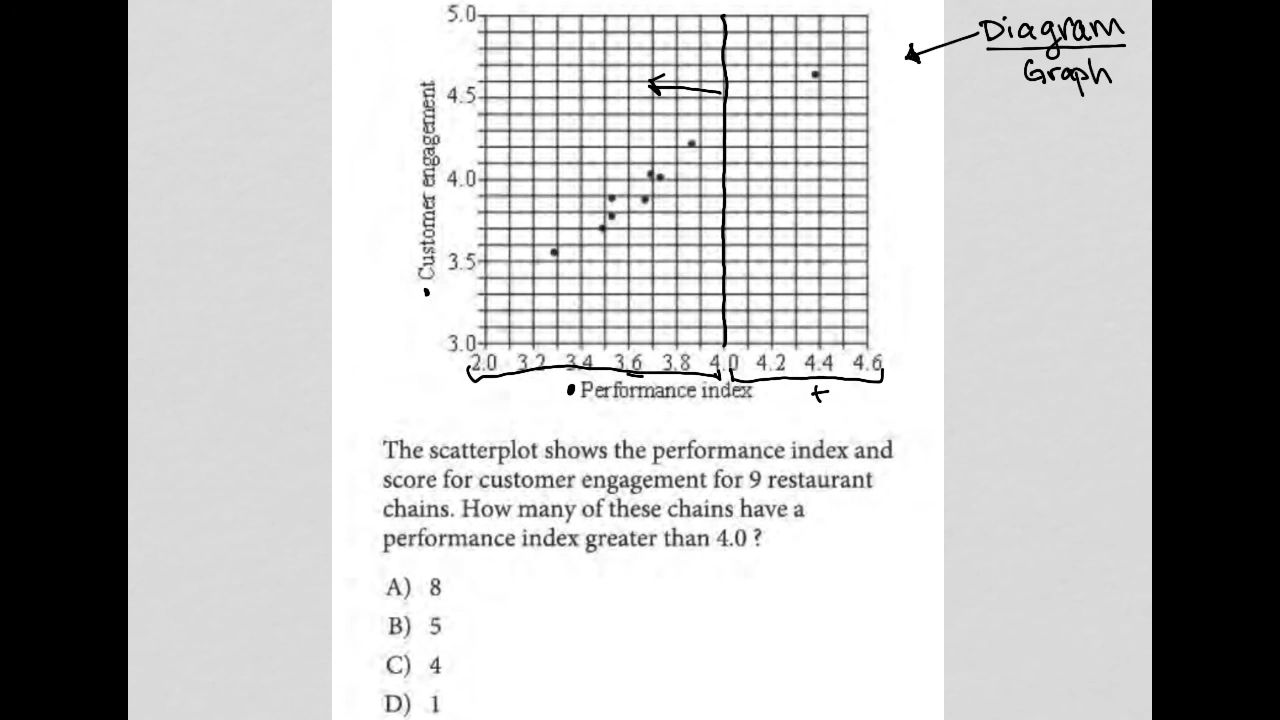 Diagram
Graph
5.0
4.5
4.0
3.5
3.0
Customer engagement
2.0 3.2 3.4 3.6 3.8 4.0 4.2 4.4 4.6
Performance index
+
The scatterplot shows the performance index and
score for customer engagement for 9 restaurant
chains. How many of these chains have a
performance index greater than 4.0 ?
A) 8
B) 5
C) 4
D) 1